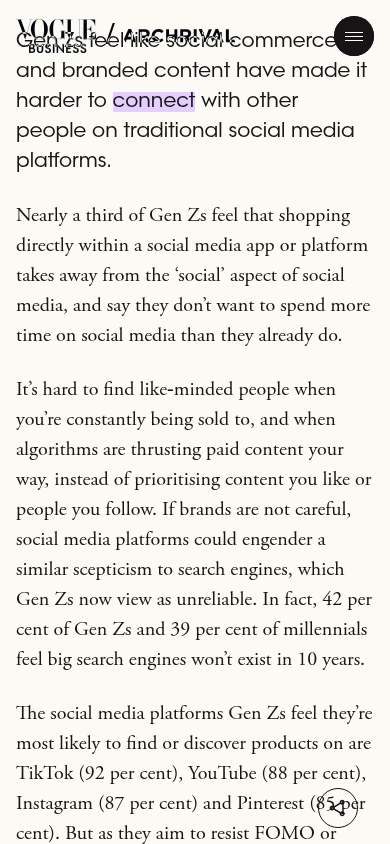 VOGUE / ARCHRIVAL
BUSINESS
Gen Zs feel like social commerce
and branded content have made it
harder to connect with other
people on traditional social media
platforms.
Nearly a third of Gen Zs feel that shopping
directly within a social media app or platform
takes away from the ‘social’ aspect of social
media, and say they don’t want to spend more
time on social media than they already do.
It’s hard to find like-minded people when
you’re constantly being sold to, and when
algorithms are thrusting paid content your
way, instead of prioritising content you like or
people you follow. If brands are not careful,
social media platforms could engender a
similar scepticism to search engines, which
Gen Zs now view as unreliable. In fact, 42 per
cent of Gen Zs and 39 per cent of millennials
feel big search engines won’t exist in 10 years.
The social media platforms Gen Zs feel they’re
most likely to find or discover products on are
TikTok (92 per cent), YouTube (88 per cent),
Instagram (87 per cent) and Pinterest (85 per
cent). But as they aim to resist FOMO or